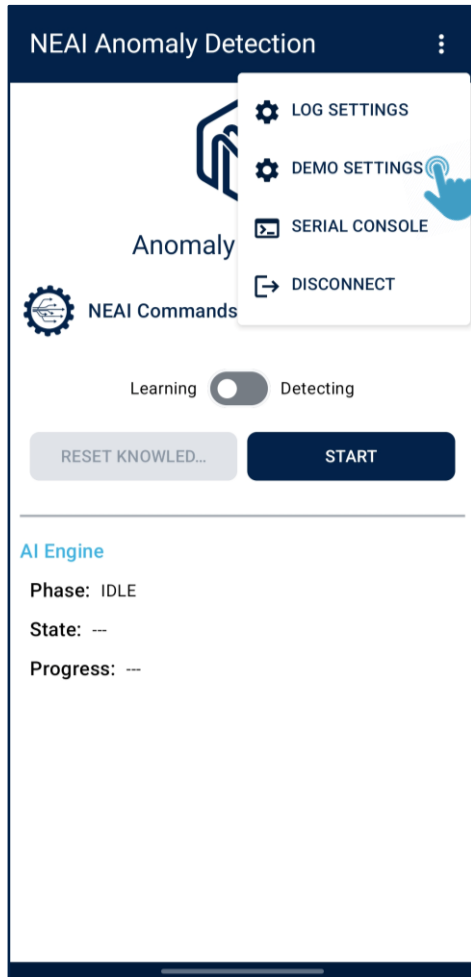 NEAI Anomaly Detection
LOG SETTINGS
DEMO SETTINGS
SERIAL CONSOLE
DISCONNECT
Anomaly
NEAI Commands
Learning Detecting
RESET KNOWLED... START
AI Engine
Phase: IDLE
State: ---
Progress: ---